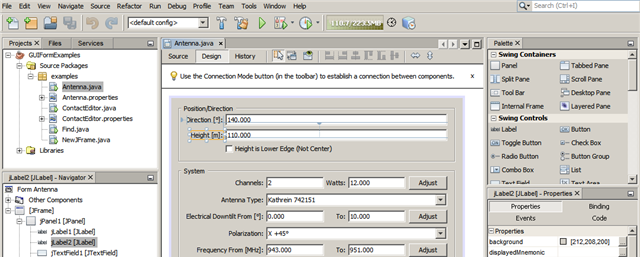 File Edit View Navigate Source Refactor Run Debug Profile Team Tools Window Help
Search (Ctrl+I)
<default config>
Projects Files Services
GUIFormExamples
Source Packages
examples
Antenna.java
Antenna.properties
ContactEditor.java
ContactEditor.properties
Find.java
NewJFrame.java
Libraries
jLabel2 [JLabel] - Navigator
Form Antenna
Other Components
[JFrame]
jPanel1 [JPanel]
jLabel1 [JLabel]
jLabel2 [JLabel]
jTextField1 [JTextField]
Antenna.java
Source Design History
Use the Connection Mode button (in the toolbar) to establish a connection between components.
Position/Direction
Direction [°]: 140.000
Height [m]: 110.000
Height is Lower Edge (Not Center)
System
Channels: 2 Watts: 12.000 Adjust
Antenna Type: Kathrein 742151
Electrical Downtilt From [°]: 0.000 To: 10.000 Adjust
Polarization: X +45°
Frequency From [MHz]: 943.000 To: 951.000 Adjust
Palette
Swing Containers
Panel Tabbed Pane
Split Pane Scroll Pane
Tool Bar Desktop Pane
Internal Frame Layered Pane
Swing Controls
Label Button
Toggle Button Check Box
Radio Button Button Group
Combo Box List
Text Field Text Area
jLabel2 [JLabel] - Properties
Properties Binding
Events Code
Properties
background [212,208,200]
displayedMnemonic